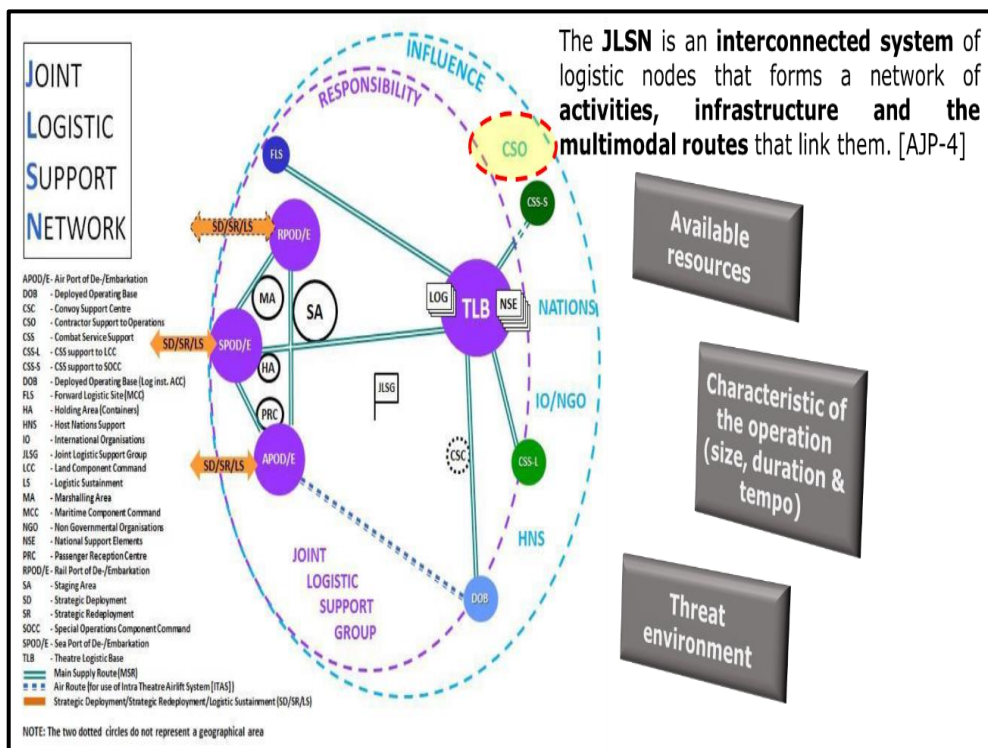 JOINT
LOGISTIC
SUPPORT
NETWORK
The JLSN is an interconnected system of
logistic nodes that forms a network of
activities, infrastructure and the
multimodal routes that link them. [AJP-4]
INFLUENCE
RESPONSIBILITY
FLS
CSO
CSS-S
SD/SR/LS
RPOD/E
MA
SA
LOG
TLB
NSE
NATIONS
SD/SR/LS
SPOD/E
HA
JLSG
IO/NGO
PRC
SD/SR/LS
APOD/E
CSC
CSS-L
HNS
JOINT
LOGISTIC
SUPPORT
GROUP
DOB
Available
resources
Characteristic of
the operation
(size, duration &
tempo)
Threat
environment
APOD/E - Air Port of De-/Embarkation
DOB - Deployed Operating Base
CSC - Convoy Support Centre
CSO - Contractor Support to Operations
CSS - Combat Service Support
CSS-L - CSS support to LCC
CSS-S - CSS support to SOCC
DOB - Deployed Operating Base (Log inst. ACC)
FLS - Forward Logistic Site (MCC)
HA - Holding Area (Containers)
HNS - Host Nations Support
IO - International Organisations
JLSG - Joint Logistic Support Group
LCC - Land Component Command
LS - Logistic Sustainment
MA - Marshalling Area
MCC - Maritime Component Command
NGO - Non Governmental Organisations
NSE - National Support Elements
PRC - Passenger Reception Centre
RPOD/E - Rail Port of De-/Embarkation
SA - Staging Area
SD - Strategic Deployment
SR - Strategic Redeployment
SOCC - Special Operations Component Command
SPOD/E - Sea Port of De-/Embarkation
TLB - Theatre Logistic Base
Main Supply Route (MSR)
Air Route (for use of Intra Theatre Airlift System [ITAS])
Strategic Deployment/Strategic Redeployment/Logistic Sustainment (SD/SR/LS)
NOTE: The two dotted circles do not represent a geographical area